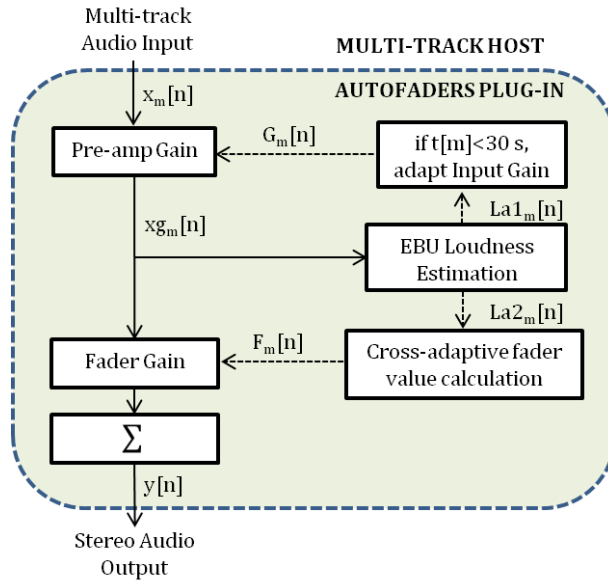 Multi-track
Audio Input
MULTI-TRACK HOST
AUTOFADERS PLUG-IN
x_m[n]
Pre-amp Gain
G_m[n]
if t[m]<30 s,
adapt Input Gain
La1_m[n]
xg_m[n]
EBU Loudness
Estimation
La2_m[n]
Fader Gain
F_m[n]
Cross-adaptive fader
value calculation
Σ
y[n]
Stereo Audio
Output